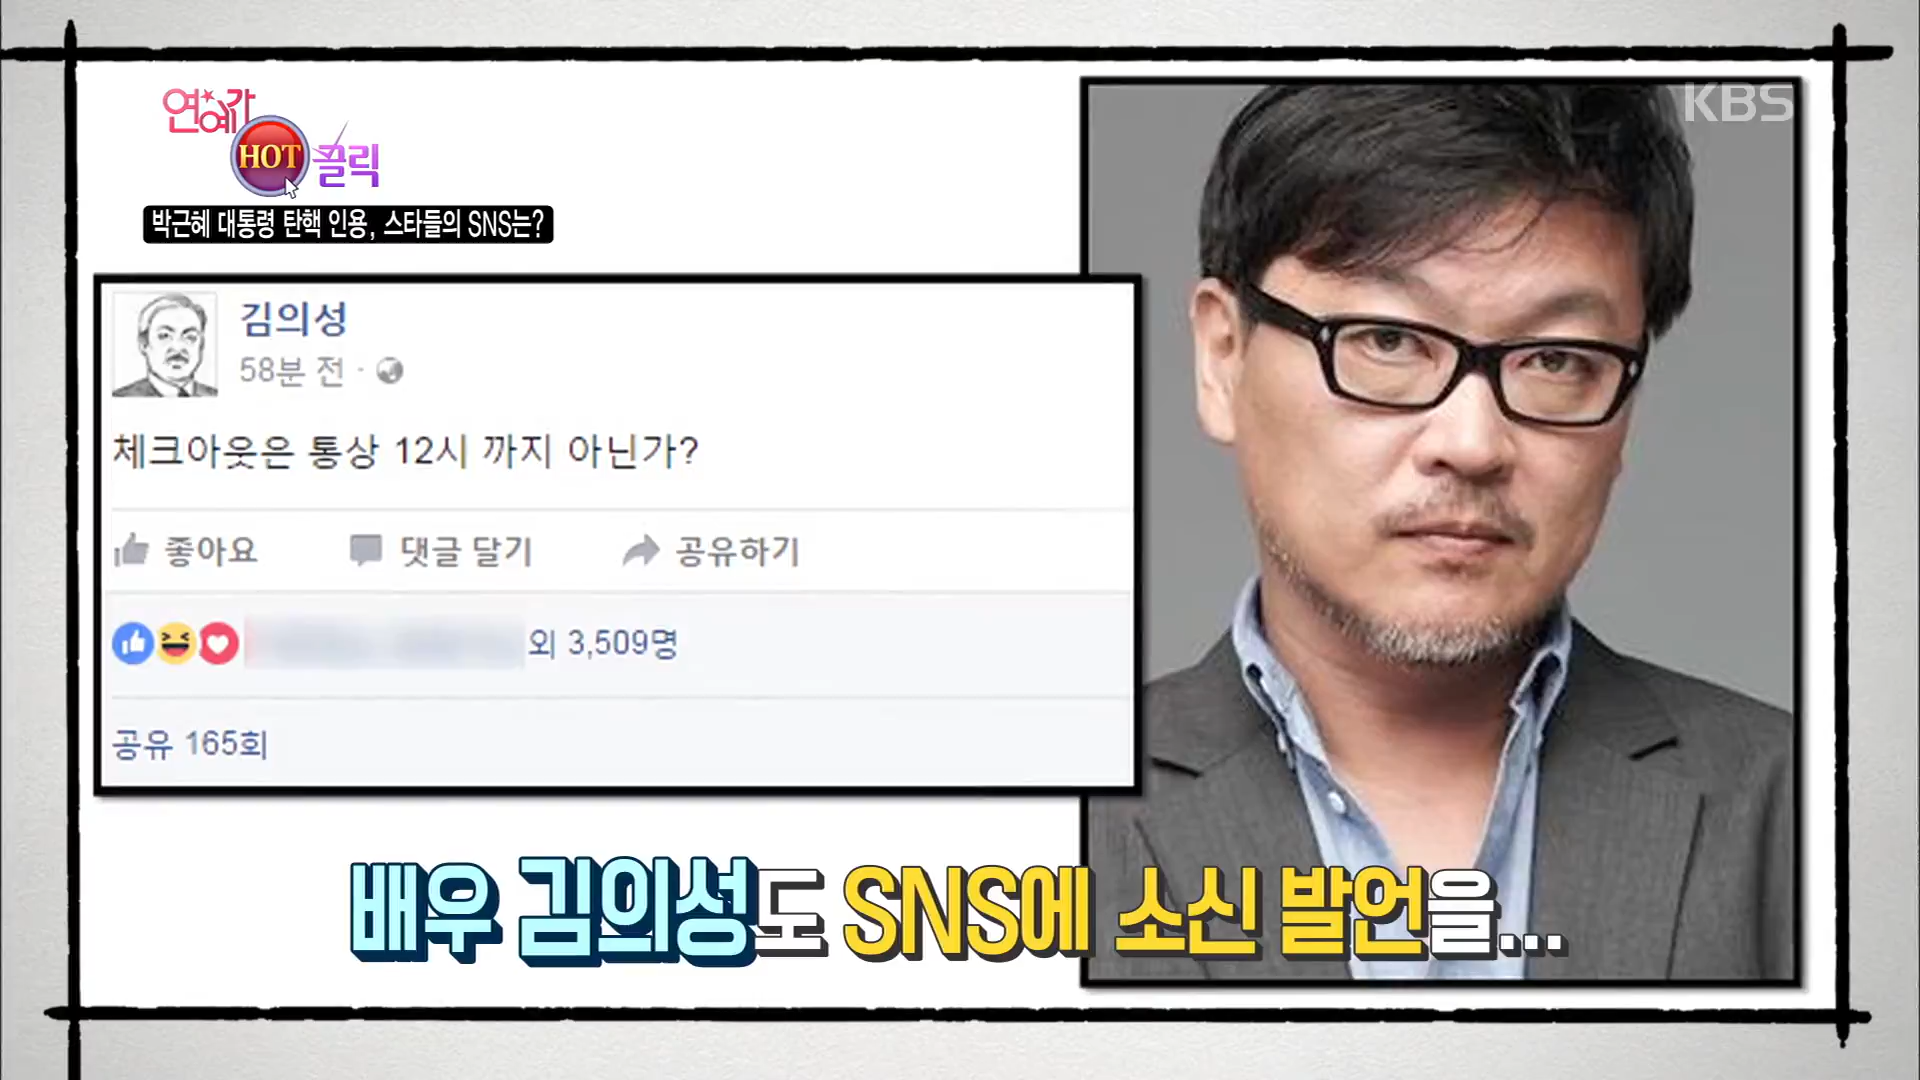 연예가
HOT 클릭
KBS
박근혜 대통령 탄핵 인용, 스타들의 SNS는?
김의성
58분 전 ·
체크아웃은 통상 12시 까지 아닌가?
좋아요 댓글 달기 공유하기
외 3,509명
공유 165회
배우 김의성도 SNS에 소신 발언을...